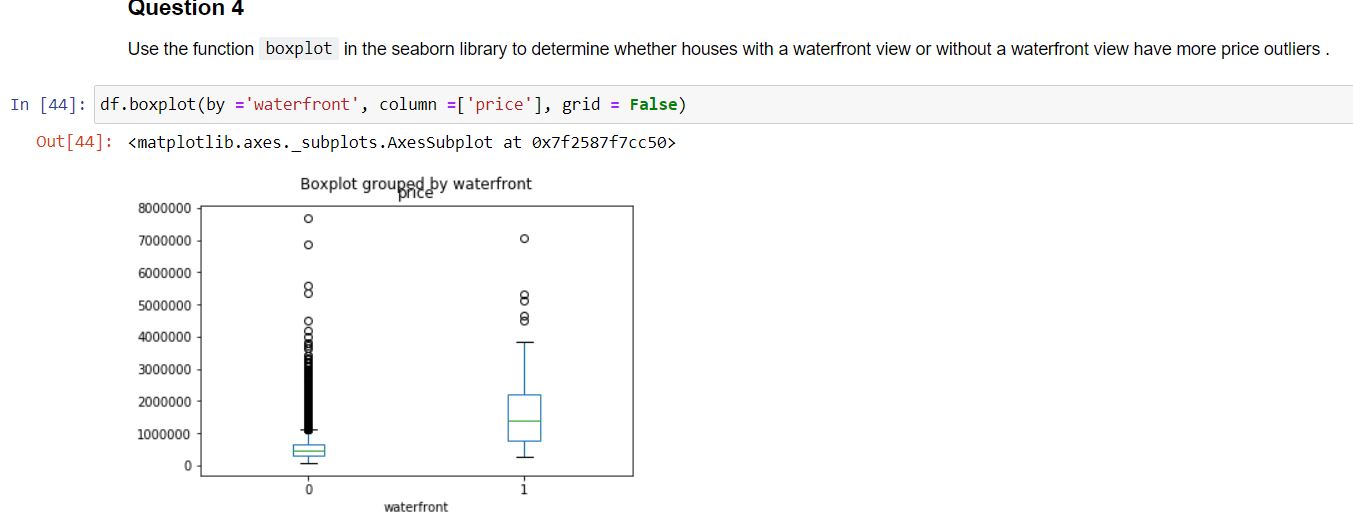 Question 4
Use the function boxplot in the seaborn library to determine whether houses with a waterfront view or without a waterfront view have more price outliers .
In [44]: df.boxplot(by ='waterfront', column =['price'], grid = False)
Out[44]: <matplotlib.axes._subplots.AxesSubplot at 0x7f2587f7cc50>
Boxplot grouped by waterfront
price
8000000
7000000
6000000
5000000
4000000
3000000
2000000
1000000
0
0 1
waterfront